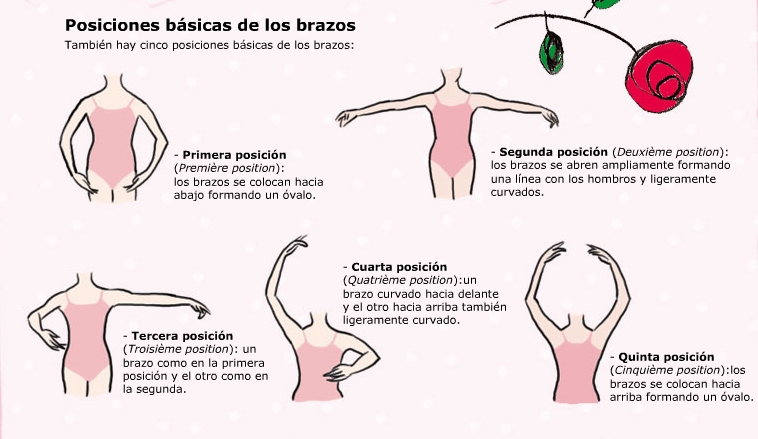 Posiciones básicas de los brazos
También hay cinco posiciones básicas de los brazos:
- Primera posición
(Première position):
los brazos se colocan hacia
abajo formando un óvalo.
- Segunda posición (Deuxième position):
los brazos se abren ampliamente formando
una línea con los hombros y ligeramente
curvados.
- Tercera posición
(Troisième position): un
brazo como en la primera
posición y el otro como en
la segunda.
- Cuarta posición
(Quatrième position):un
brazo curvado hacia delante
y el otro hacia arriba también
ligeramente curvado.
- Quinta posición
(Cinquième position):los
brazos se colocan hacia
arriba formando un óvalo.